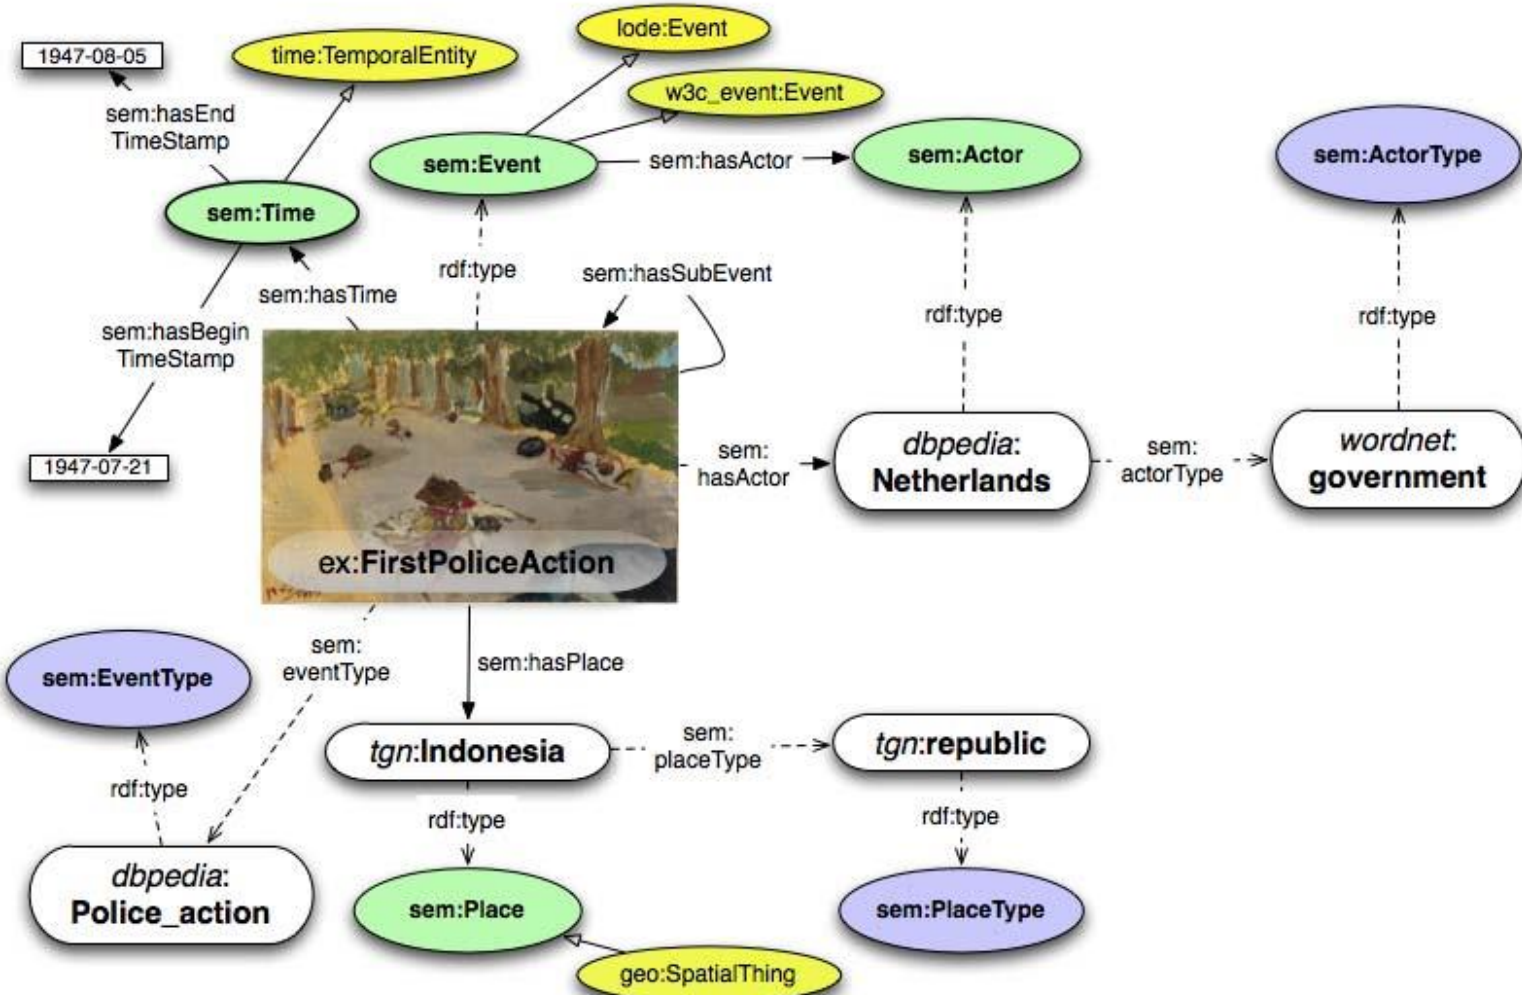 lode:Event
1947-08-05
time:TemporalEntity
w3c_event:Event
sem:hasEnd
TimeStamp
sem:Event
sem:hasActor
sem:Actor
sem:ActorType
sem:Time
rdf:type
sem:hasSubEvent
sem:hasTime
rdf:type
rdf:type
sem:hasBegin
TimeStamp
1947-07-21
sem:
hasActor
dbpedia:
Netherlands
sem:
actorType
wordnet:
government
ex:FirstPoliceAction
sem:
eventType
sem:hasPlace
sem:EventType
tgn:Indonesia
sem:
placeType
tgn:republic
rdf:type
rdf:type
rdf:type
dbpedia:
Police_action
sem:Place
sem:PlaceType
geo:SpatialThing